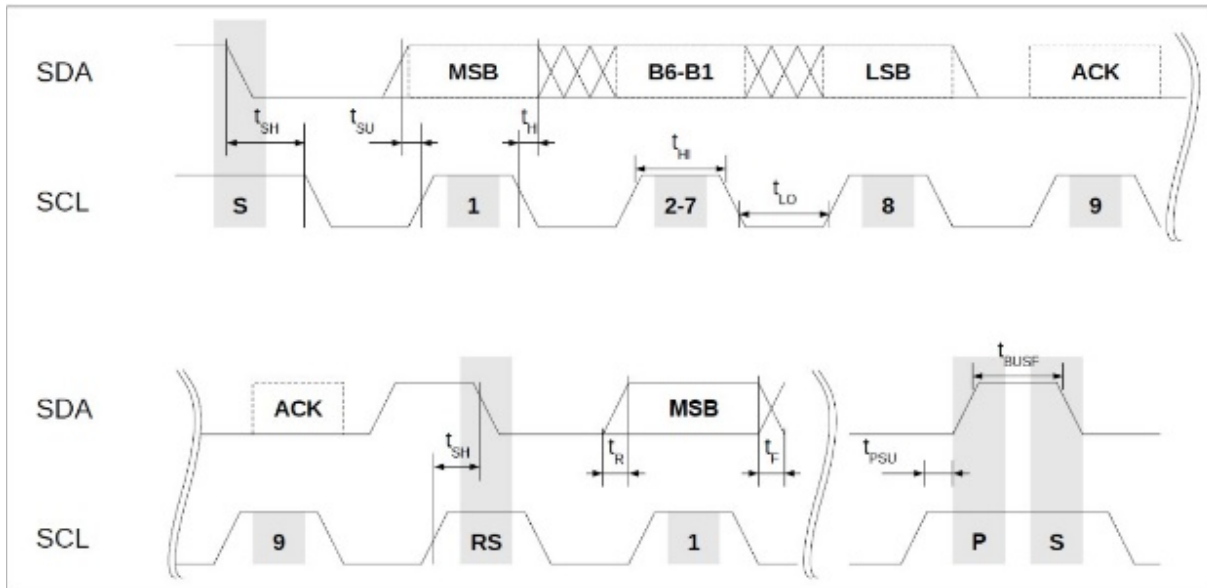 SDA MSB B6-B1 LSB ACK
tSH tSU tH tHI
tLO
SCL S 1 2-7 8 9
tBUSF
SDA ACK MSB
tSH tR tF tPSU
SCL 9 RS 1 P S